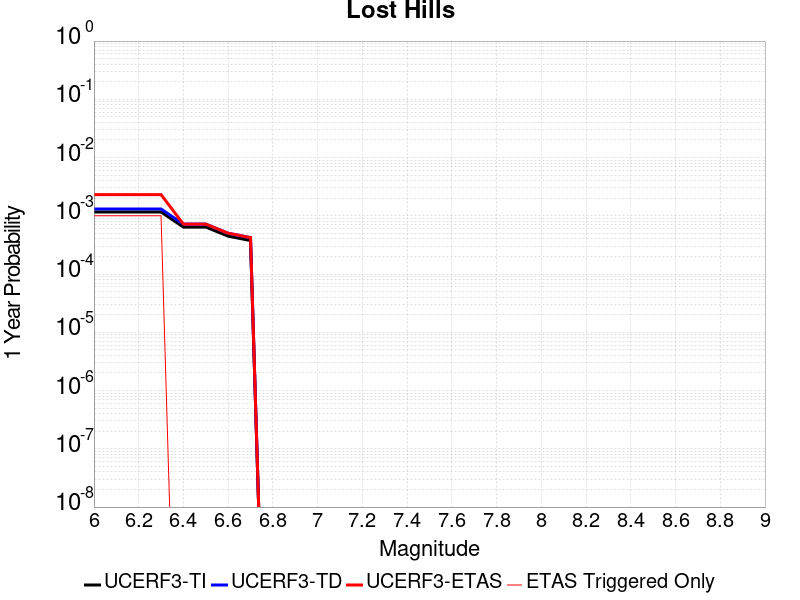 Lost Hills
10^0
10^-1
10^-2
10^-3
10^-4
10^-5
10^-6
10^-7
10^-8
1 Year Probability
6 6.2 6.4 6.6 6.8 7 7.2 7.4 7.6 7.8 8 8.2 8.4 8.6 8.8 9
Magnitude
UCERF3-TI UCERF3-TD UCERF3-ETAS ETAS Triggered Only